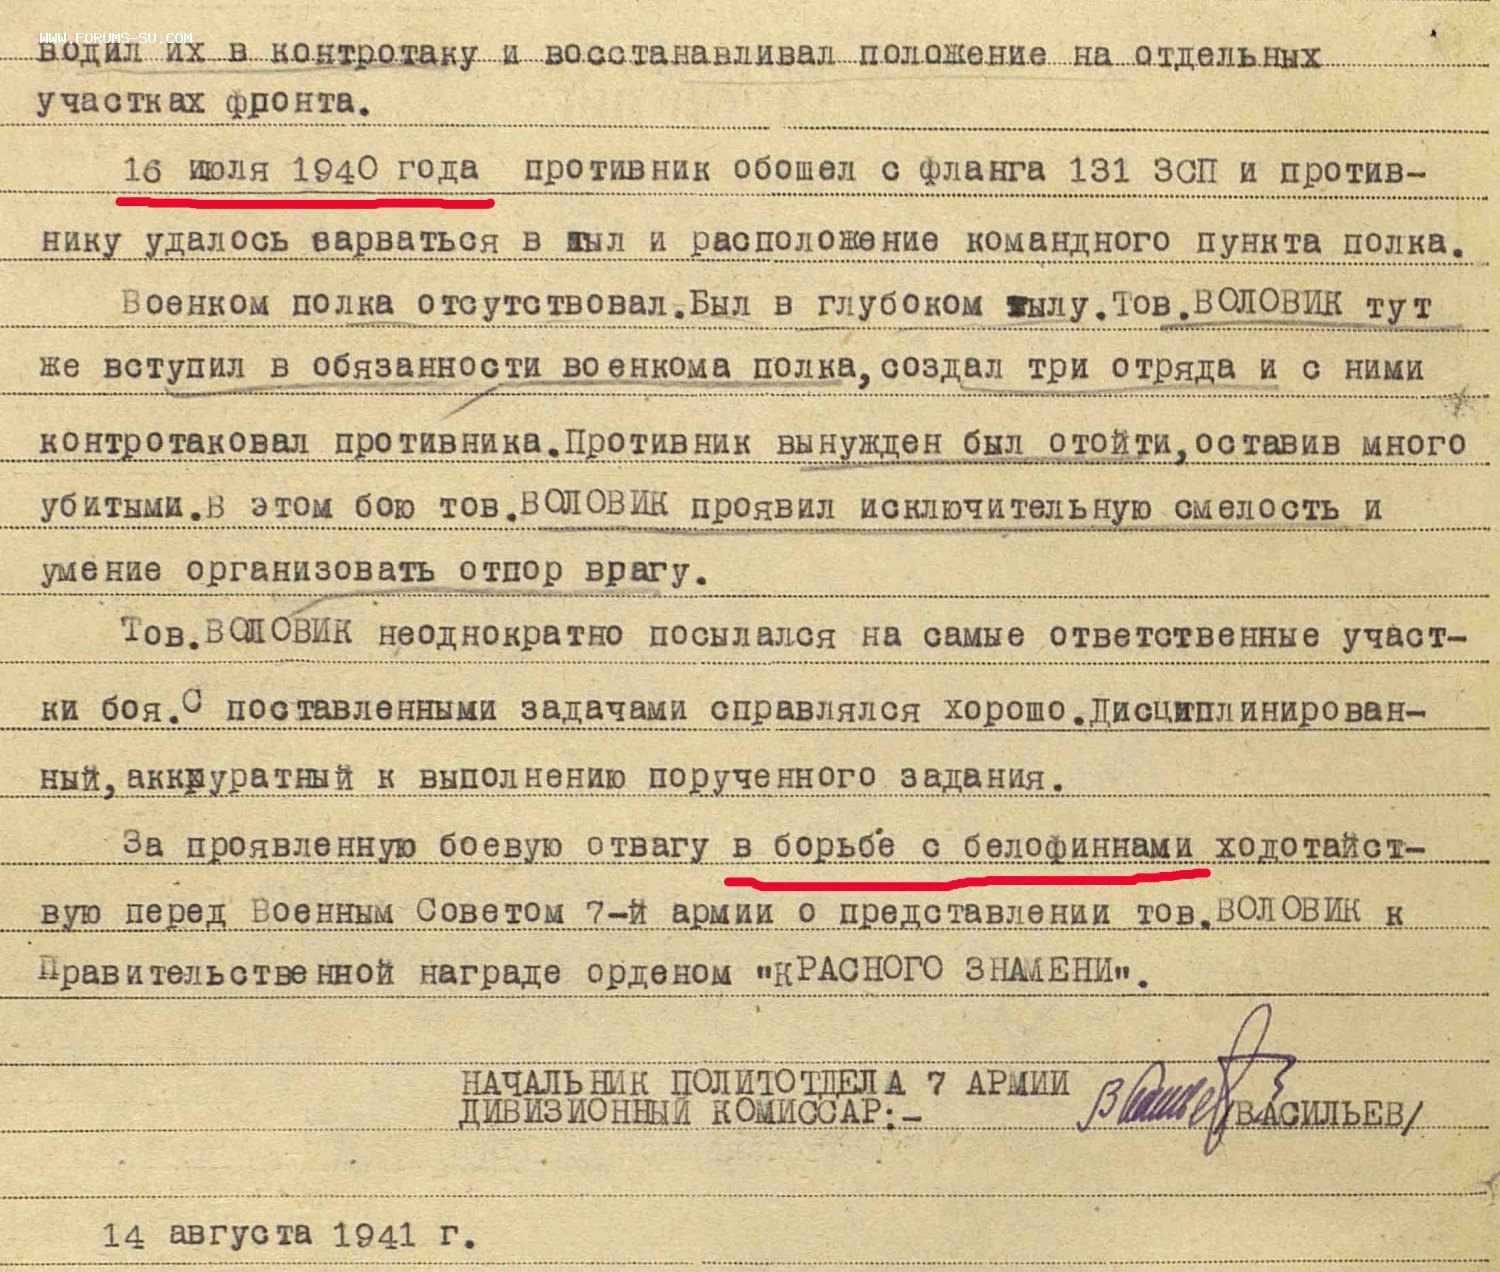 WWW.FORUMS-SU.COM
водил их в контротаку и восстанавливал положение на отдельных
участках фронта.
16 июля 1940 года противник обошел с фланга 131 ЗСП и против-
нику удалось варваться в тыл и расположение командного пункта полка.
Военком полка отсутствовал.Был в глубоком тылу.Тов.ВОЛОВИК тут
же вступил в обязанности военкома полка,создал три отряда и с ними
контротаковал противника.Противник вынужден был отойти,оставив много
убитыми.В этом бою тов.ВОЛОВИК проявил исключительную смелость и
умение организовать отпор врагу.
Тов.ВОЛОВИК неоднократно посылался на самые ответственные участ-
ки боя.С поставленными задачами справлялся хорошо.Дисциплинирован-
ный,аккуратный к выполнению порученного задания.
За проявленную боевую отвагу в борьбе с белофиннами ходотайст-
вую перед Военным Советом 7-й армии о представлении тов.ВОЛОВИК к
Правительственной награде орденом "КРАСНОГО ЗНАМЕНИ".
НАЧАЛЬНИК ПОЛИТОТДЕЛА 7 АРМИИ
ДИВИЗИОННЫЙ КОМИССАР:- /ВАСИЛЬЕВ/
14 августа 1941 г.